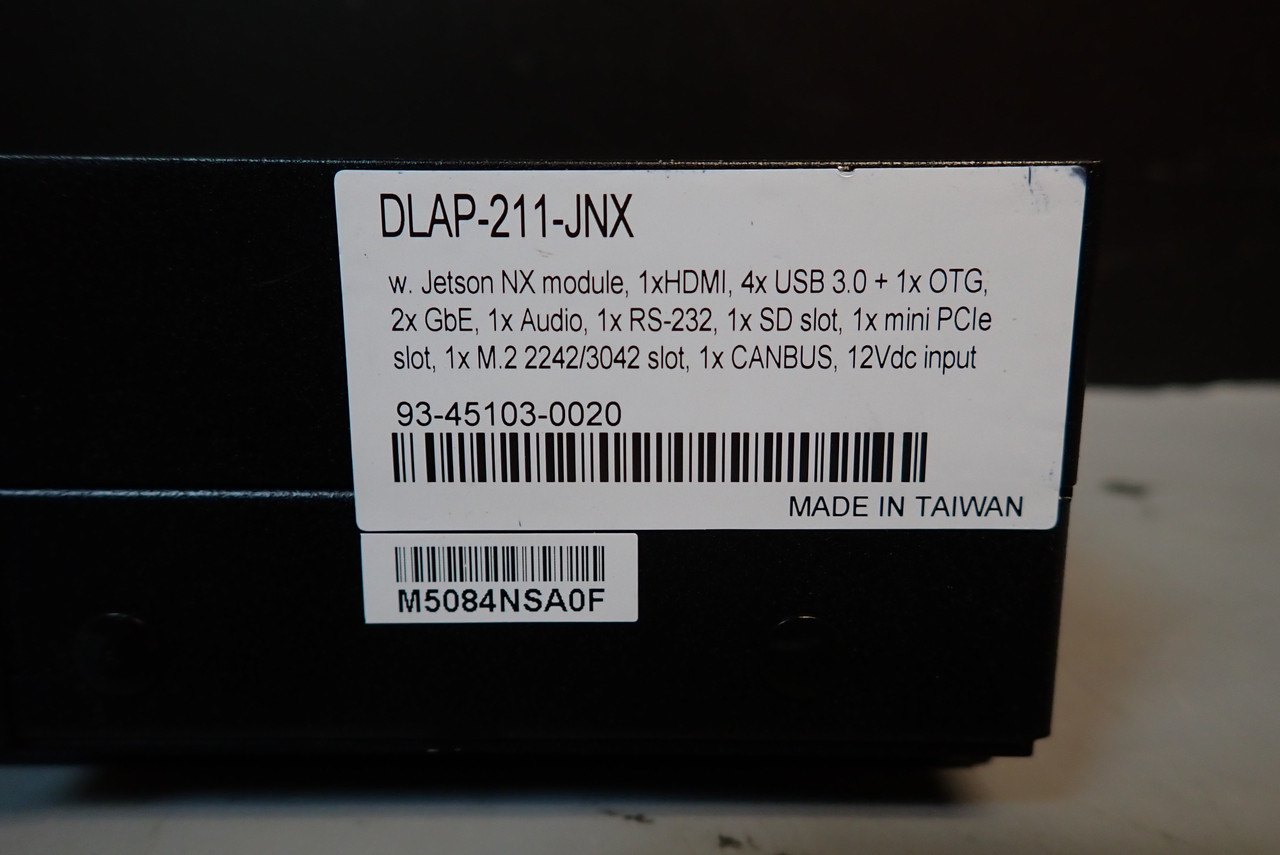 DLAP-211-JNX
w. Jetson NX module, 1xHDMI, 4x USB 3.0 + 1x OTG,
2x GbE, 1x Audio, 1x RS-232, 1x SD slot, 1x mini PCIe
slot, 1x M.2 2242/3042 slot, 1x CANBUS, 12Vdc input
93-45103-0020
MADE IN TAIWAN
M5084NSA0F